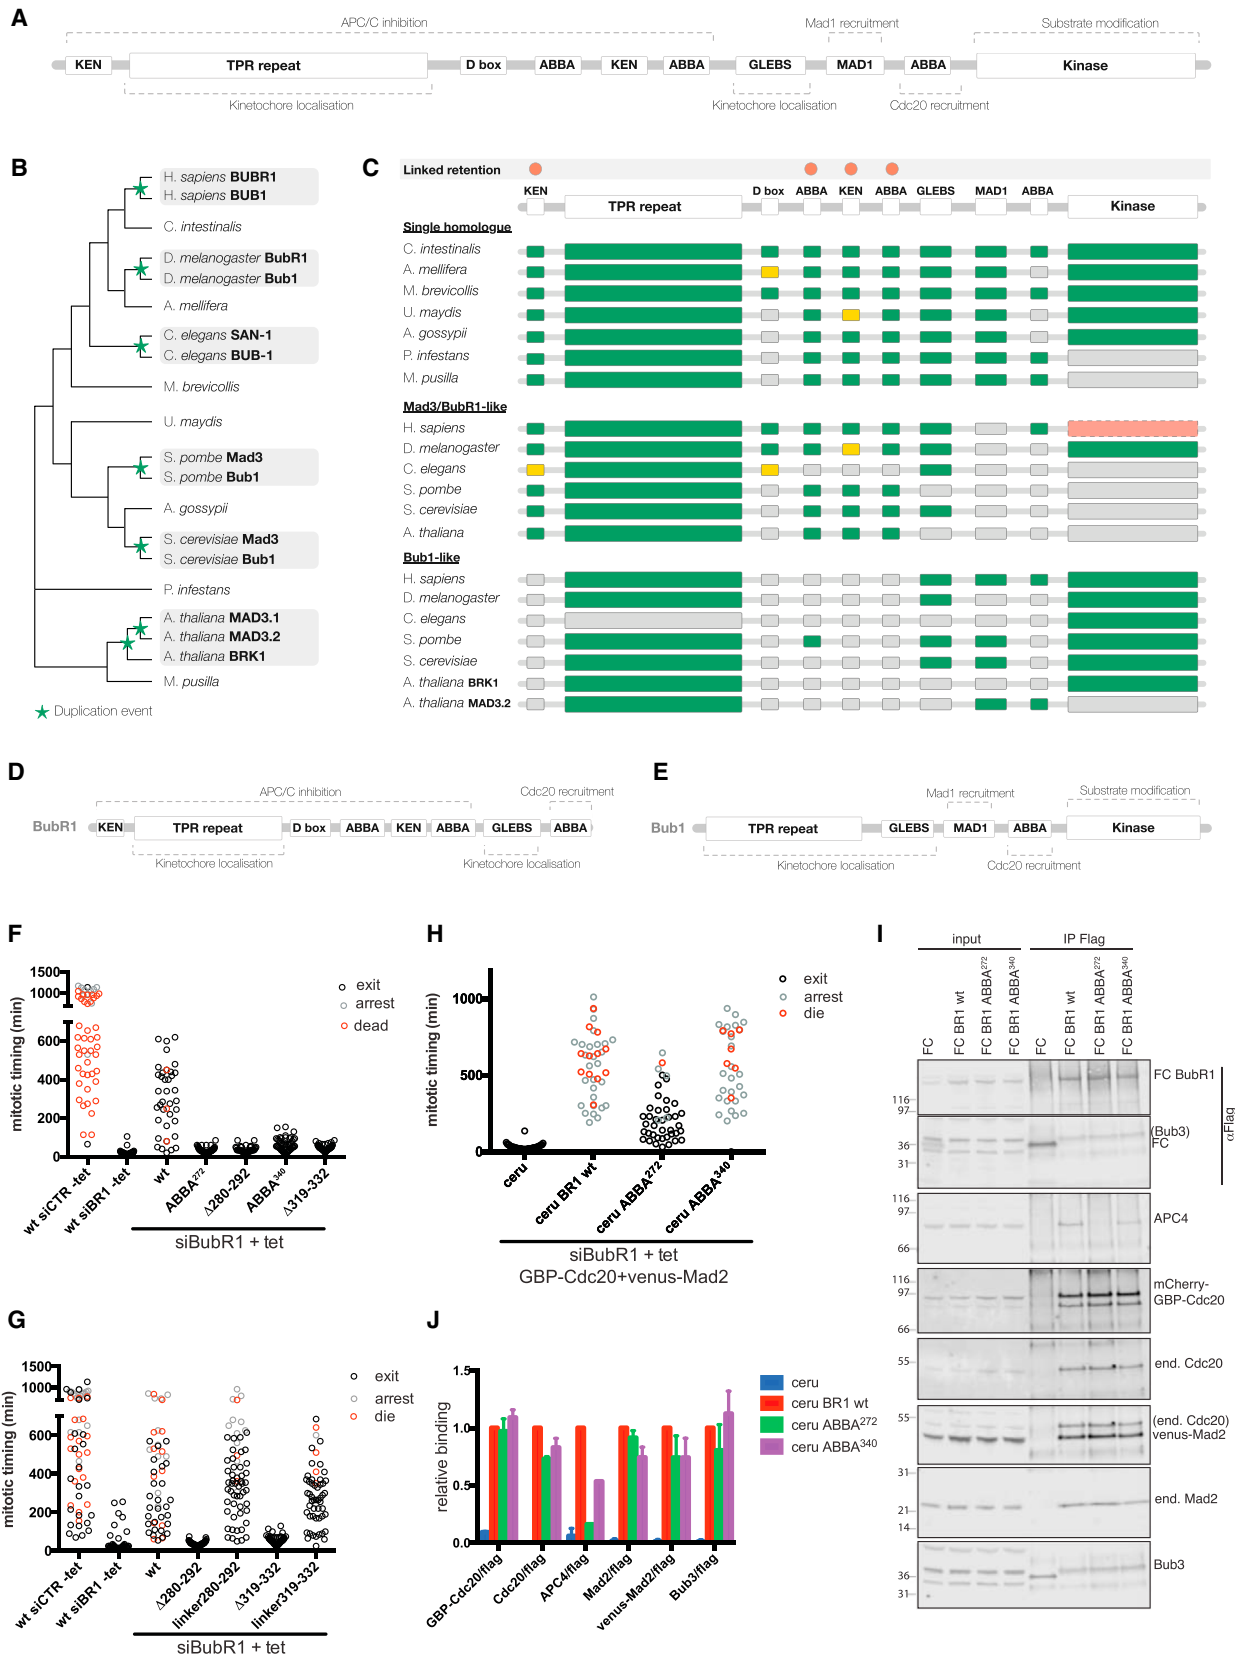 A
APC/C inhibition
Mad1 recruitment
Substrate modification
KEN TPR repeat D box ABBA KEN ABBA GLEBS MAD1 ABBA Kinase
Kinetochore localisation
Kinetochore localisation
Cdc20 recruitment
B
H. sapiens BUBR1
H. sapiens BUB1
C. intestinalis
D. melanogaster BubR1
D. melanogaster Bub1
A. mellifera
C. elegans SAN-1
C. elegans BUB-1
M. brevicollis
U. maydis
S. pombe Mad3
S. pombe Bub1
A. gossypii
S. cerevisiae Mad3
S. cerevisiae Bub1
P. infestans
A. thaliana MAD3.1
A. thaliana MAD3.2
A. thaliana BRK1
M. pusilla
Duplication event
C
Linked retention
KEN TPR repeat D box ABBA KEN ABBA GLEBS MAD1 ABBA Kinase
Single homologue
C. intestinalis
A. mellifera
M. brevicollis
U. maydis
A. gossypii
P. infestans
M. pusilla
Mad3/BubR1-like
H. sapiens
D. melanogaster
C. elegans
S. pombe
S. cerevisiae
A. thaliana
Bub1-like
H. sapiens
D. melanogaster
C. elegans
S. pombe
S. cerevisiae
A. thaliana BRK1
A. thaliana MAD3.2
D
APC/C inhibition
Cdc20 recruitment
BubR1 KEN TPR repeat D box ABBA KEN ABBA GLEBS ABBA
Kinetochore localisation
Kinetochore localisation
E
Mad1 recruitment
Substrate modification
Bub1 TPR repeat GLEBS MAD1 ABBA Kinase
Kinetochore localisation
Cdc20 recruitment
F
mitotic timing (min)
1500
1000
600
400
200
0
exit
arrest
dead
wt siCTR -tet
wt siBR1 -tet
wt
ABBA²⁷²
Δ280-292
ABBA³⁴⁰
Δ319-332
siBubR1 + tet
G
mitotic timing (min)
1500
1000
600
400
200
0
exit
arrest
die
wt siCTR -tet
wt siBR1 -tet
wt
Δ280-292
linker280-292
Δ319-332
linker319-332
siBubR1 + tet
H
mitotic timing (min)
1000
500
0
exit
arrest
die
ceru
ceru BR1 wt
ceru ABBA²⁷²
ceru ABBA³⁴⁰
siBubR1 + tet
GBP-Cdc20+venus-Mad2
I
input
IP Flag
FC
FC BR1 wt
FC BR1 ABBA²⁷²
FC BR1 ABBA³⁴⁰
FC
FC BR1 wt
FC BR1 ABBA²⁷²
FC BR1 ABBA³⁴⁰
116
97
FC BubR1
36
31
(Bub3)
FC
αFlag
116
97
66
APC4
116
97
66
mCherry-
GBP-Cdc20
55
end. Cdc20
55
(end. Cdc20)
venus-Mad2
31
21
14
end. Mad2
36
31
Bub3
J
relative binding
1.5
1.0
0.5
0.0
ceru
ceru BR1 wt
ceru ABBA²⁷²
ceru ABBA³⁴⁰
GBP-Cdc20/flag
Cdc20/flag
APC4/flag
Mad2/flag
venus-Mad2/flag
Bub3/flag